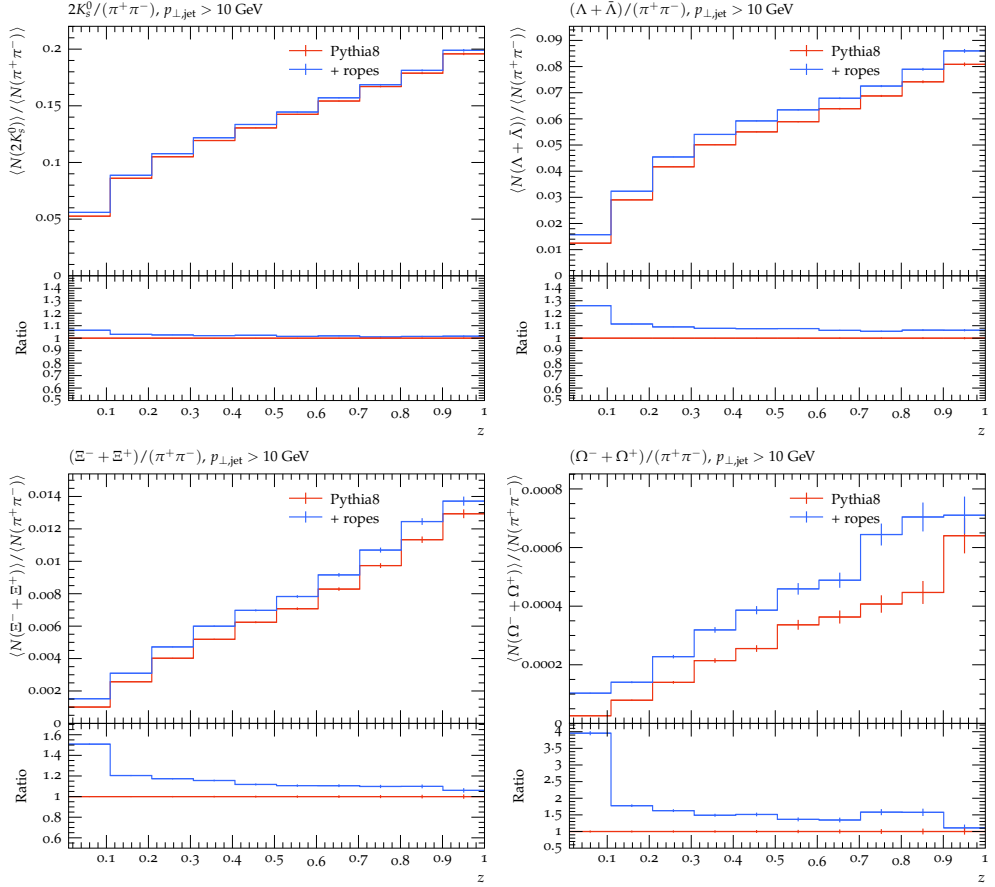 2K_s^0/(π⁺π⁻), p⊥,jet > 10 GeV
⟨N(2K_s^0)⟩/⟨N(π⁺π⁻)⟩
0.2
0.15
0.1
0.05
0
Pythia8
+ ropes
Ratio
1.4
1.3
1.2
1.1
1
0.9
0.8
0.7
0.6
0.5
0.1 0.2 0.3 0.4 0.5 0.6 0.7 0.8 0.9 1
z
(Λ + Λ̄)/(π⁺π⁻), p⊥,jet > 10 GeV
⟨N(Λ + Λ̄)⟩/⟨N(π⁺π⁻)⟩
0.09
0.08
0.07
0.06
0.05
0.04
0.03
0.02
0.01
0
Pythia8
+ ropes
Ratio
1.4
1.3
1.2
1.1
1
0.9
0.8
0.7
0.6
0.5
0.1 0.2 0.3 0.4 0.5 0.6 0.7 0.8 0.9 1
z
(Ξ⁻ + Ξ⁺)/(π⁺π⁻), p⊥,jet > 10 GeV
⟨N(Ξ⁻ + Ξ⁺)⟩/⟨N(π⁺π⁻)⟩
0.014
0.012
0.01
0.008
0.006
0.004
0.002
0
Pythia8
+ ropes
Ratio
1.6
1.4
1.2
1
0.8
0.6
0.1 0.2 0.3 0.4 0.5 0.6 0.7 0.8 0.9 1
z
(Ω⁻ + Ω⁺)/(π⁺π⁻), p⊥,jet > 10 GeV
⟨N(Ω⁻ + Ω⁺)⟩/⟨N(π⁺π⁻)⟩
0.0008
0.0006
0.0004
0.0002
0
Pythia8
+ ropes
Ratio
4
3.5
3
2.5
2
1.5
1
0.1 0.2 0.3 0.4 0.5 0.6 0.7 0.8 0.9 1
z